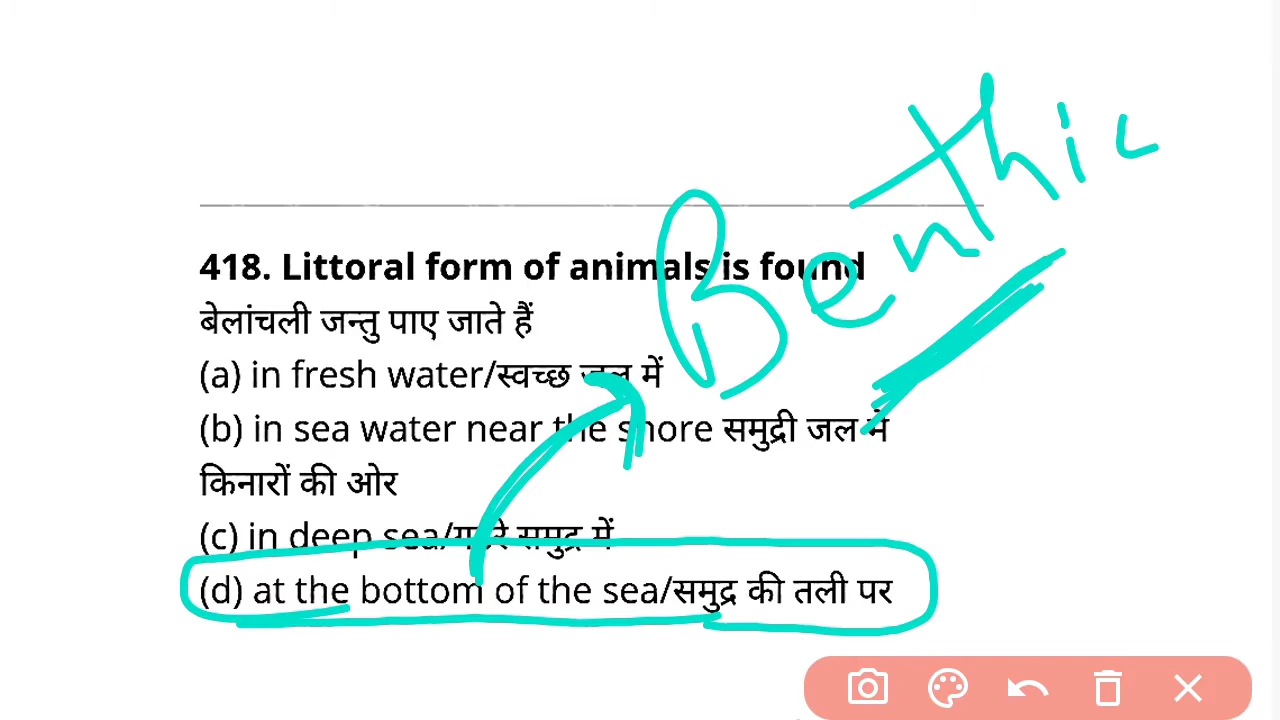 Benthic
418. Littoral form of animals is found
बेलांचली जन्तु पाए जाते हैं
(a) in fresh water/स्वच्छ जल में
(b) in sea water near the shore समुद्री जल में
किनारों की ओर
(c) in deep sea/गहरे समुद्र में
(d) at the bottom of the sea/समुद्र की तली पर